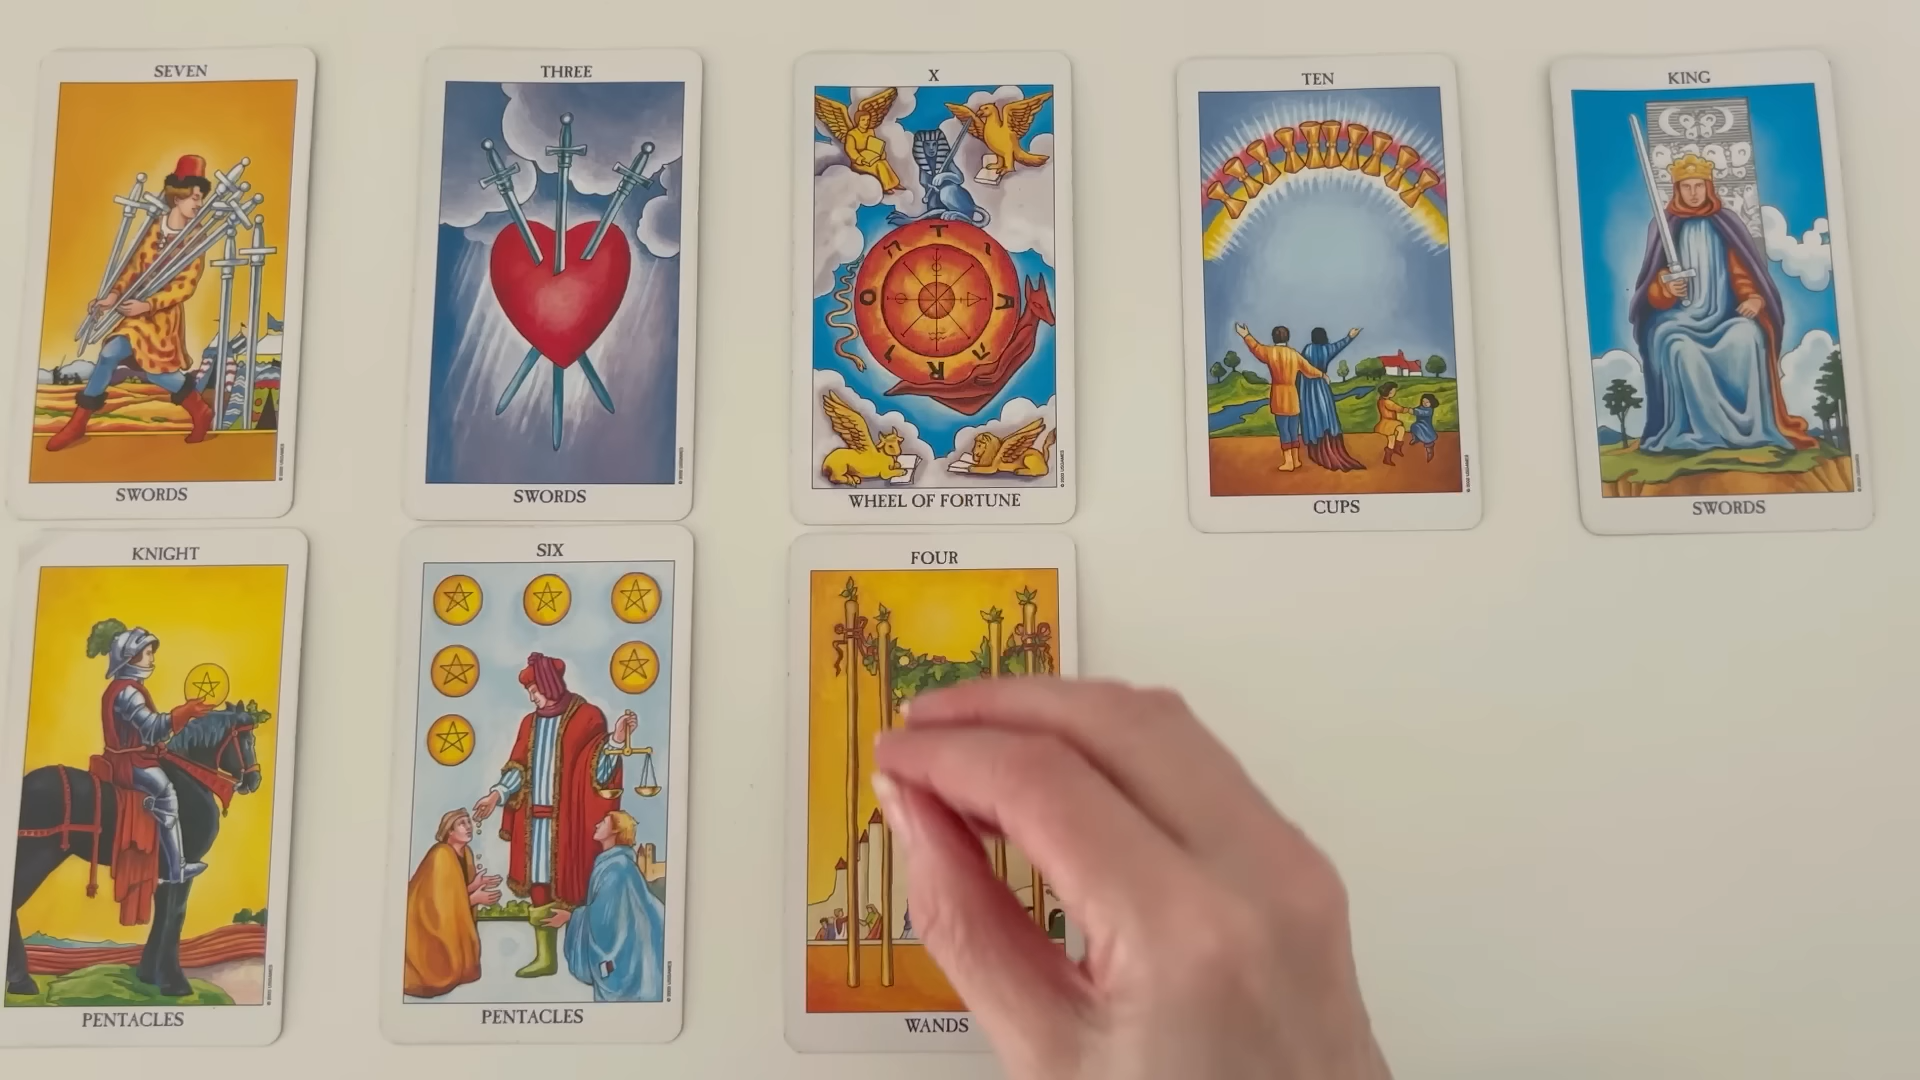 SEVEN
SWORDS
THREE
SWORDS
X
T
A
R
O
WHEEL OF FORTUNE
TEN
CUPS
KING
SWORDS
KNIGHT
PENTACLES
SIX
PENTACLES
FOUR
WANDS